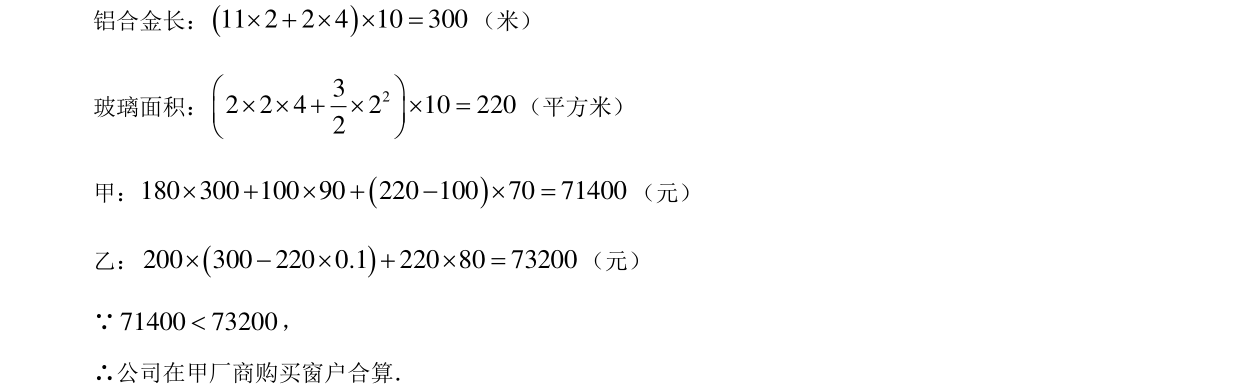 铝合金长：(11×2+2×4)×10=300（米）
玻璃面积：(2×2×4+3/2×2²)×10=220（平方米）
甲：180×300+100×90+(220−100)×70=71400（元）
乙：200×(300−220×0.1)+220×80=73200（元）
∵71400<73200，
∴公司在甲厂商购买窗户合算．